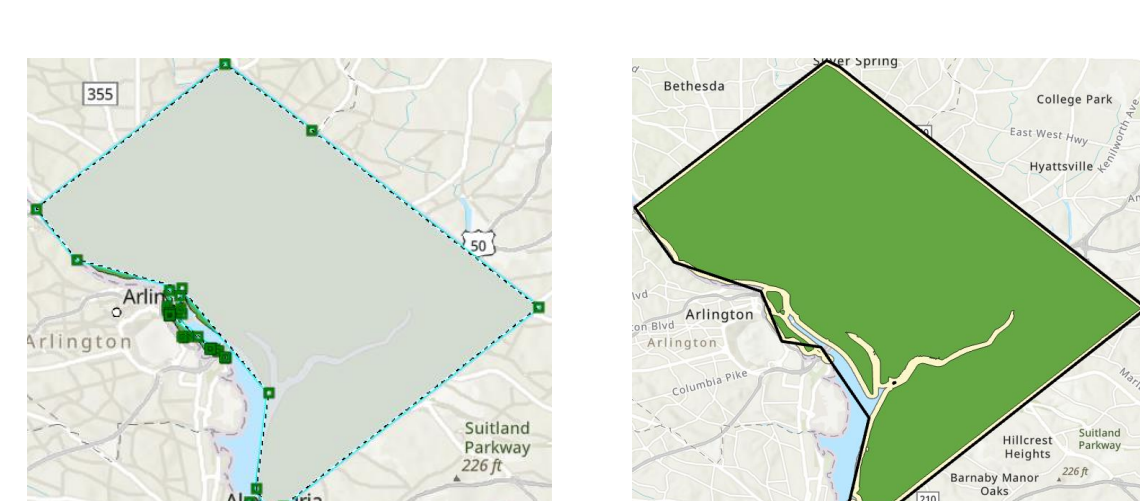 355
50
Arlin
Arlington
Suitland
Parkway
226 ft
Silver Spring
Bethesda
College Park
East West Hwy
Kenilworth Ave
Hyattsville
Arlington
Arlington
Columbia Pike
Hillcrest
Heights
Suitland
Parkway
226 ft
Barnaby Manor
Oaks
210